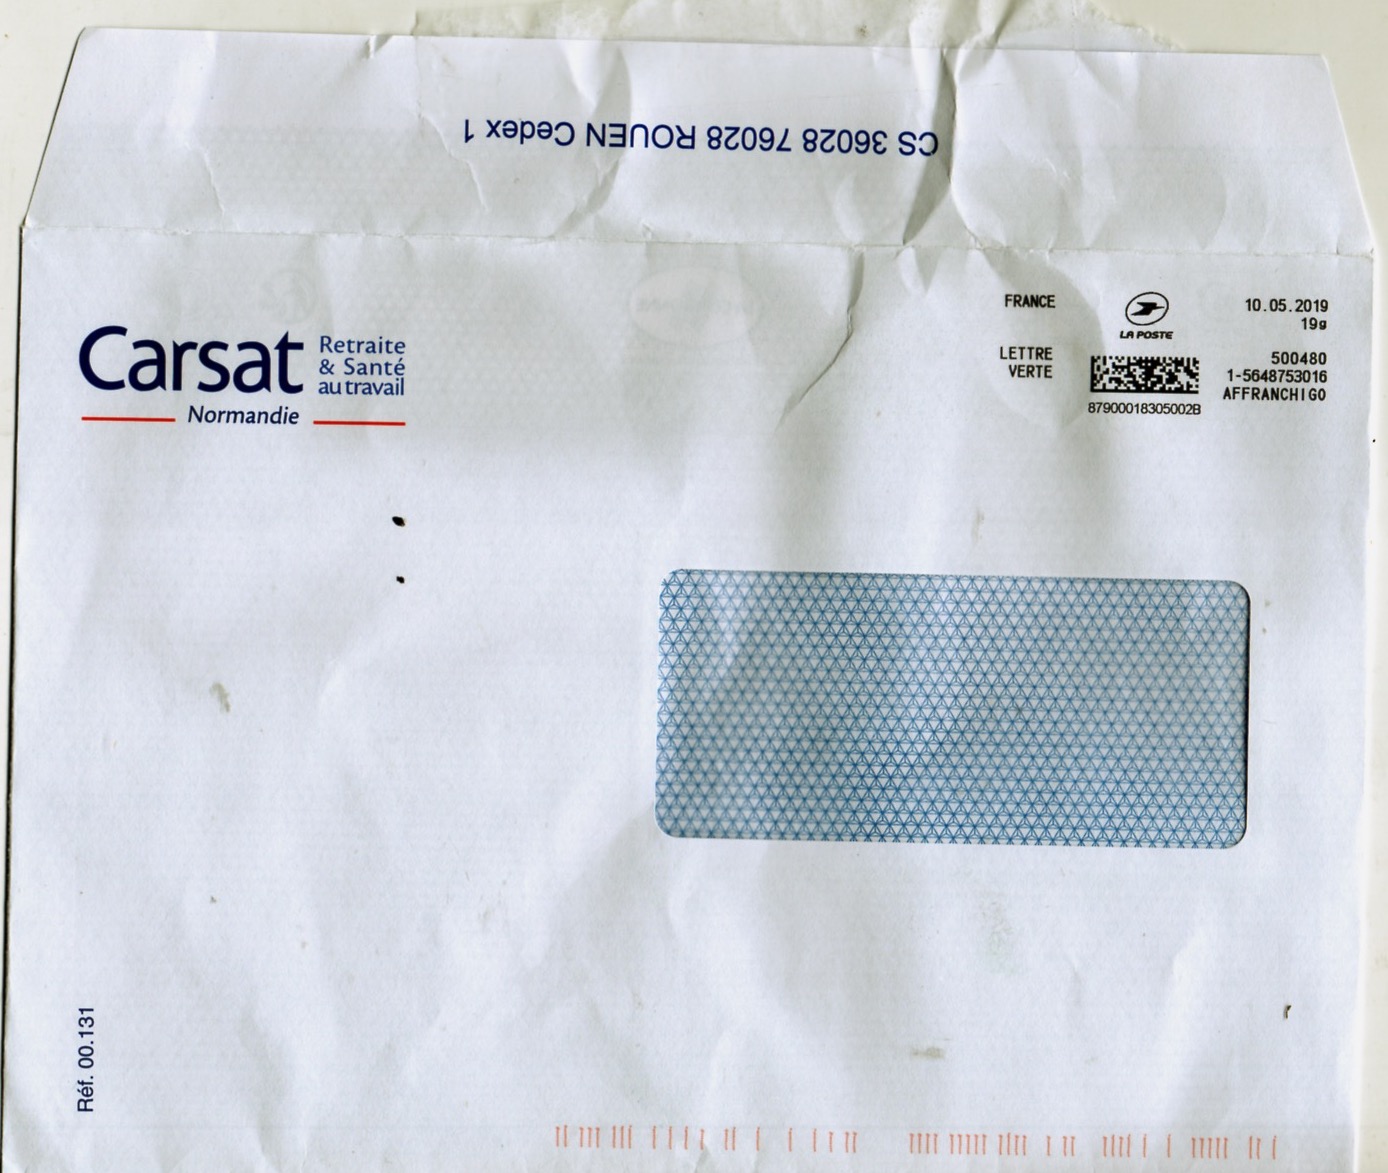 CS 36028 76028 ROUEN Cedex 1
Carsat
Retraite
& Santé
au travail
Normandie
FRANCE
LETTRE
VERTE
LA POSTE
87900018305002B
10.05.2019
19g
500480
1-5648753016
AFFRANCHIGO
Réf. 00.131